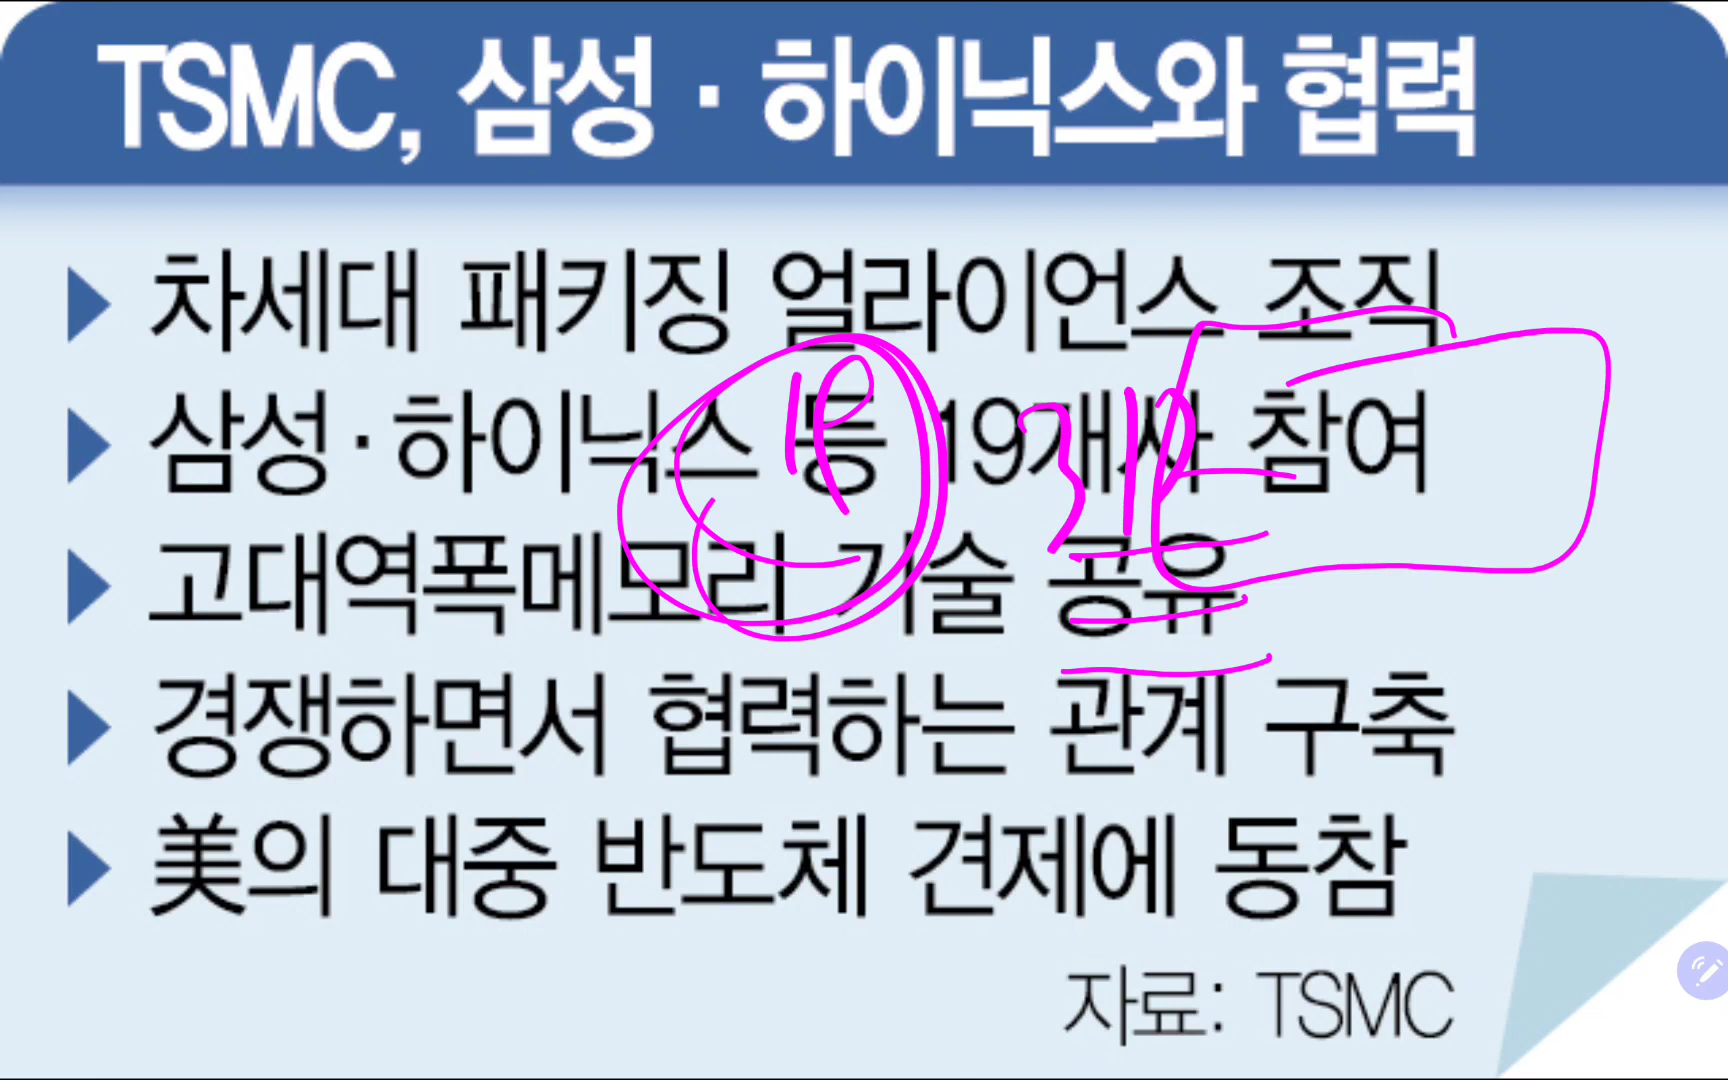 TSMC, 삼성·하이닉스와 협력
▶ 차세대 패키징 얼라이언스 조직
▶ 삼성·하이닉스 등 19개사 참여
▶ 고대역폭메모리 기술 공유
▶ 경쟁하면서 협력하는 관계 구축
▶ 美의 대중 반도체 견제에 동참
자료: TSMC